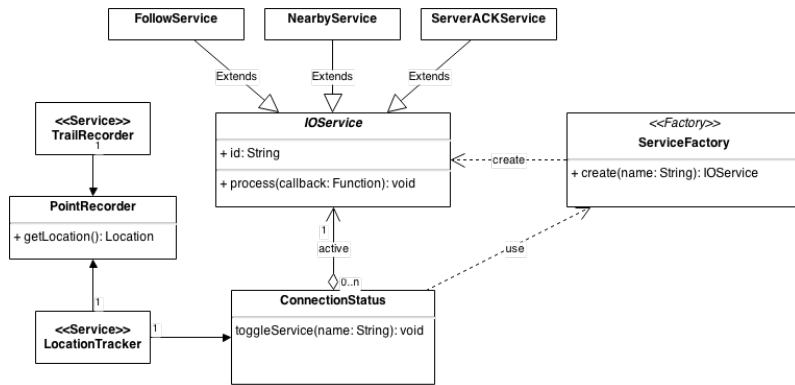 FollowService
NearbyService
ServerACKService
Extends
Extends
Extends
<<Service>>
TrailRecorder
1
IOService
+ id: String
+ process(callback: Function): void
<<Factory>>
ServiceFactory
+ create(name: String): IOService
create
PointRecorder
+ getLocation(): Location
1
active
0..n
use
1
<<Service>>
LocationTracker
1
ConnectionStatus
toggleService(name: String): void